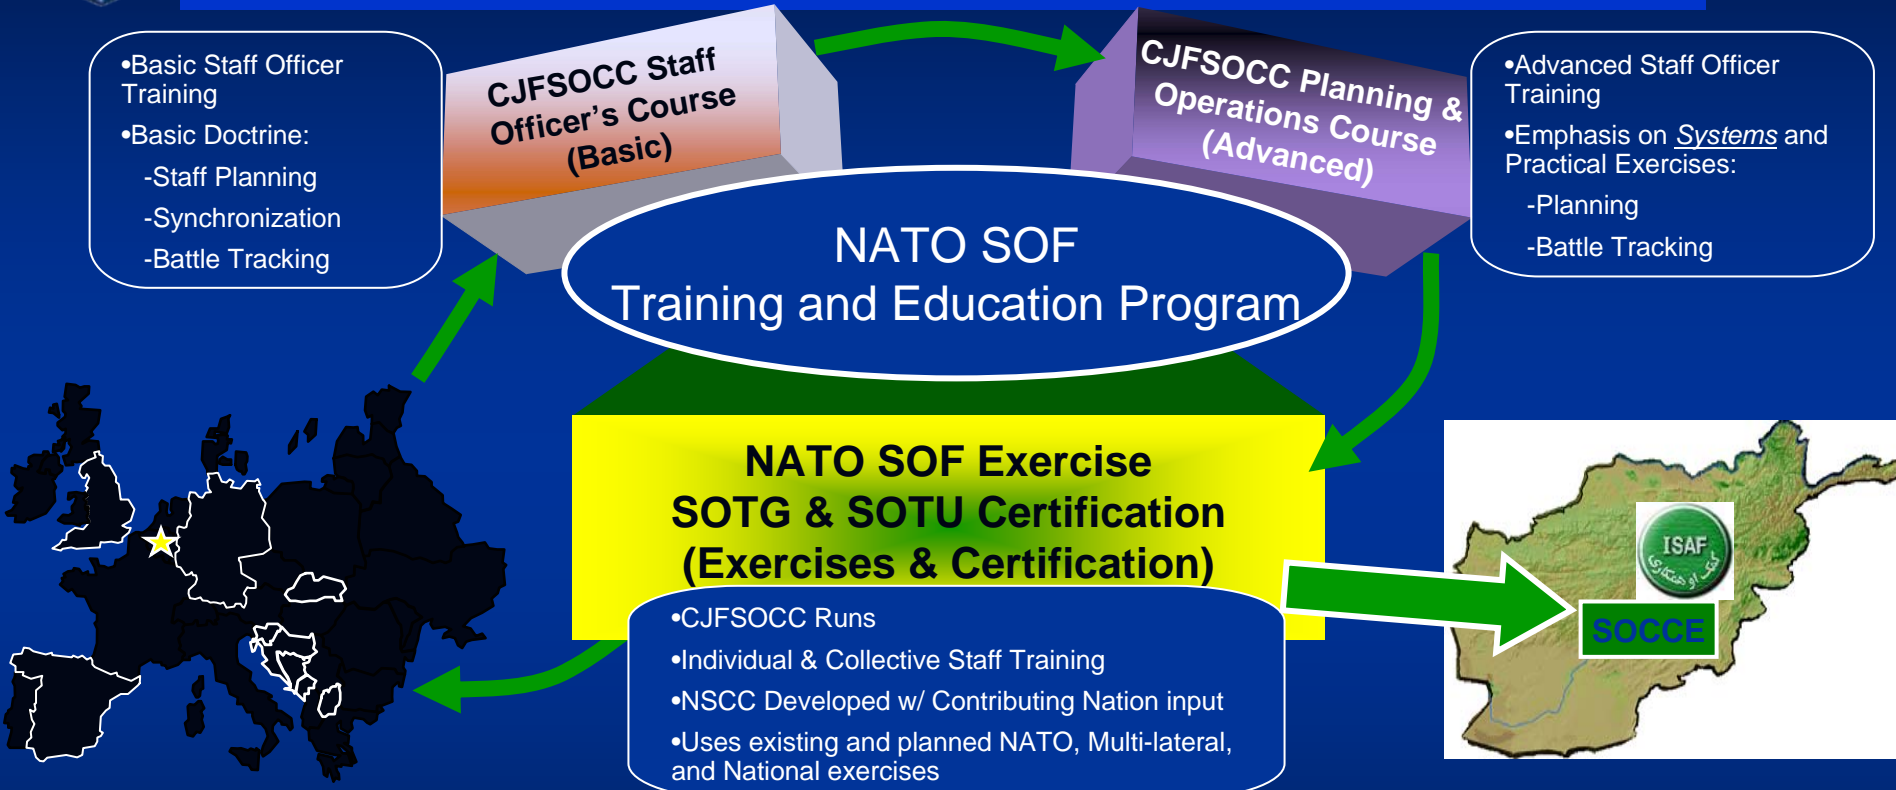 •Basic Staff Officer
Training
•Basic Doctrine:
-Staff Planning
-Synchronization
-Battle Tracking
CJFSOCC Staff
Officer’s Course
(Basic)
CJFSOCC Planning &
Operations Course
(Advanced)
•Advanced Staff Officer
Training
•Emphasis on Systems and
Practical Exercises:
-Planning
-Battle Tracking
NATO SOF
Training and Education Program
NATO SOF Exercise
SOTG & SOTU Certification
(Exercises & Certification)
•CJFSOCC Runs
•Individual & Collective Staff Training
•NSCC Developed w/ Contributing Nation input
•Uses existing and planned NATO, Multi-lateral,
and National exercises
ISAF
کمک او همکاری
SOCCE